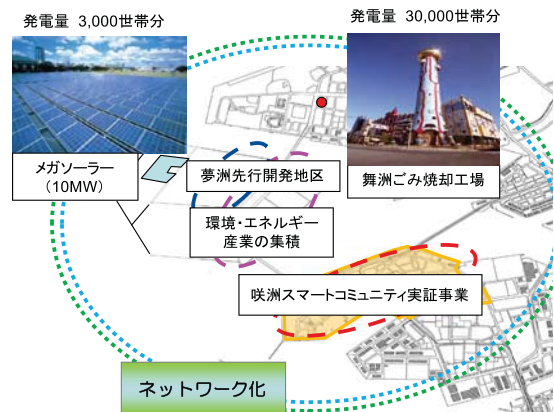 発電量 3,000世帯分
発電量 30,000世帯分
メガソーラー
(10MW)
夢洲先行開発地区
舞洲ごみ焼却工場
環境・エネルギー
産業の集積
咲洲スマートコミュニティ実証事業
ネットワーク化